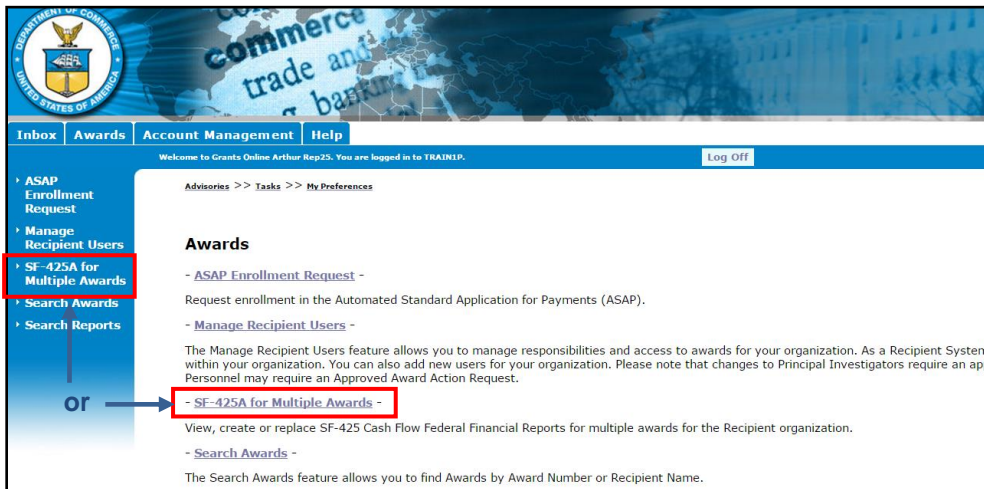 DEPARTMENT OF COMMERCE
UNITED STATES OF AMERICA
commerce
trade and
banking
Inbox Awards Account Management Help
Welcome to Grants Online Arthur Rep25. You are logged in to TRAIN1P. Log Off
ASAP
Enrollment
Request
Manage
Recipient Users
SF-425A for
Multiple Awards
Search Awards
Search Reports
or
Advisories >> Tasks >> My Preferences
Awards
- ASAP Enrollment Request -
Request enrollment in the Automated Standard Application for Payments (ASAP).
- Manage Recipient Users -
The Manage Recipient Users feature allows you to manage responsibilities and access to awards for your organization. As a Recipient System
within your organization. You can also add new users for your organization. Please note that changes to Principal Investigators require an ap
Personnel may require an Approved Award Action Request.
- SF-425A for Multiple Awards -
View, create or replace SF-425 Cash Flow Federal Financial Reports for multiple awards for the Recipient organization.
- Search Awards -
The Search Awards feature allows you to find Awards by Award Number or Recipient Name.